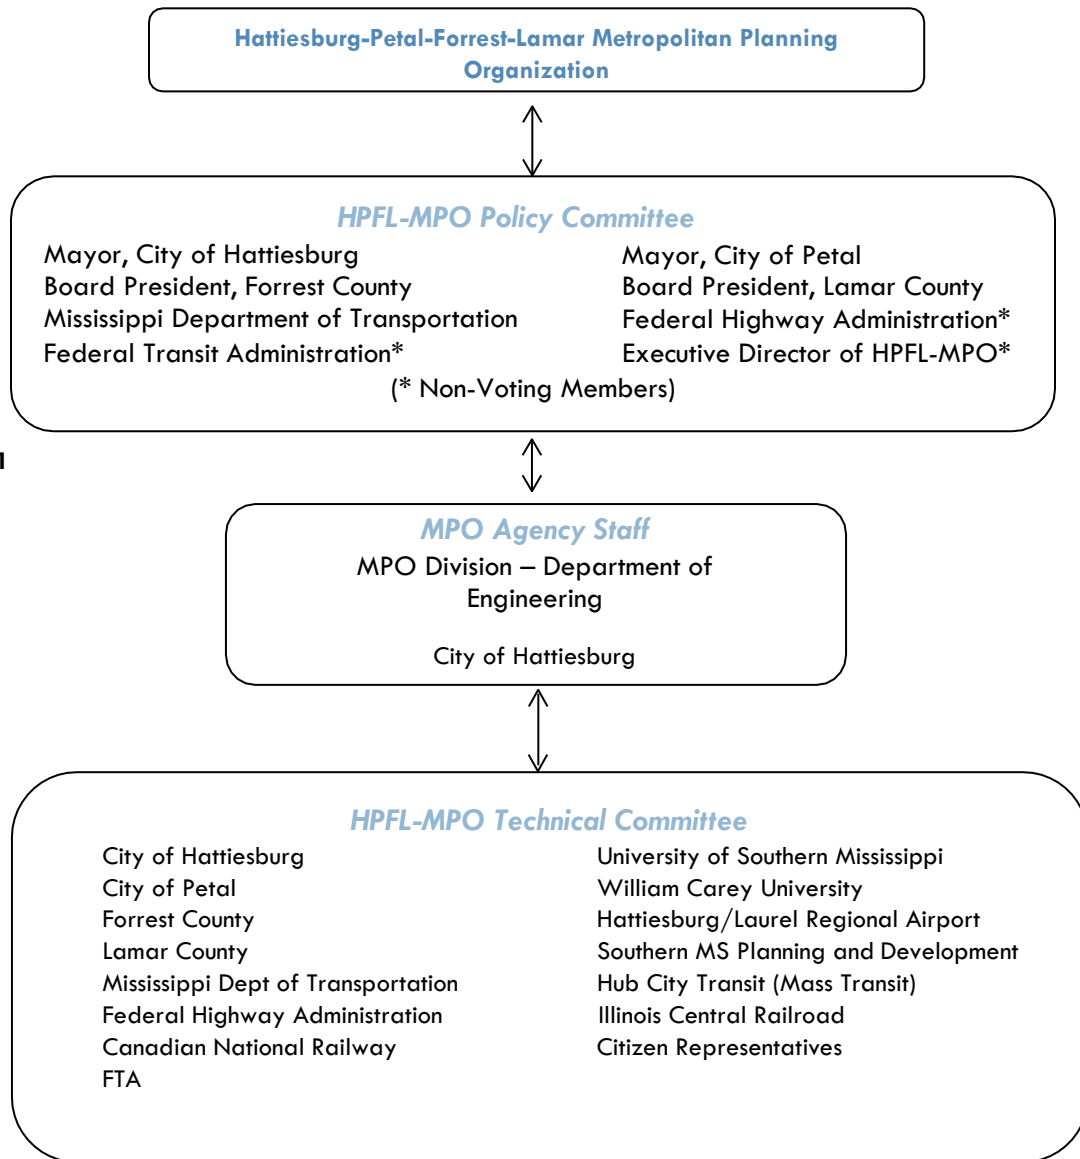 Hattiesburg-Petal-Forrest-Lamar Metropolitan Planning
Organization
HPFL-MPO Policy Committee
Mayor, City of Hattiesburg
Board President, Forrest County
Mississippi Department of Transportation
Federal Transit Administration*
Mayor, City of Petal
Board President, Lamar County
Federal Highway Administration*
Executive Director of HPFL-MPO*
(* Non-Voting Members)
MPO Agency Staff
MPO Division – Department of
Engineering
City of Hattiesburg
HPFL-MPO Technical Committee
City of Hattiesburg
City of Petal
Forrest County
Lamar County
Mississippi Dept of Transportation
Federal Highway Administration
Canadian National Railway
FTA
University of Southern Mississippi
William Carey University
Hattiesburg/Laurel Regional Airport
Southern MS Planning and Development
Hub City Transit (Mass Transit)
Illinois Central Railroad
Citizen Representatives